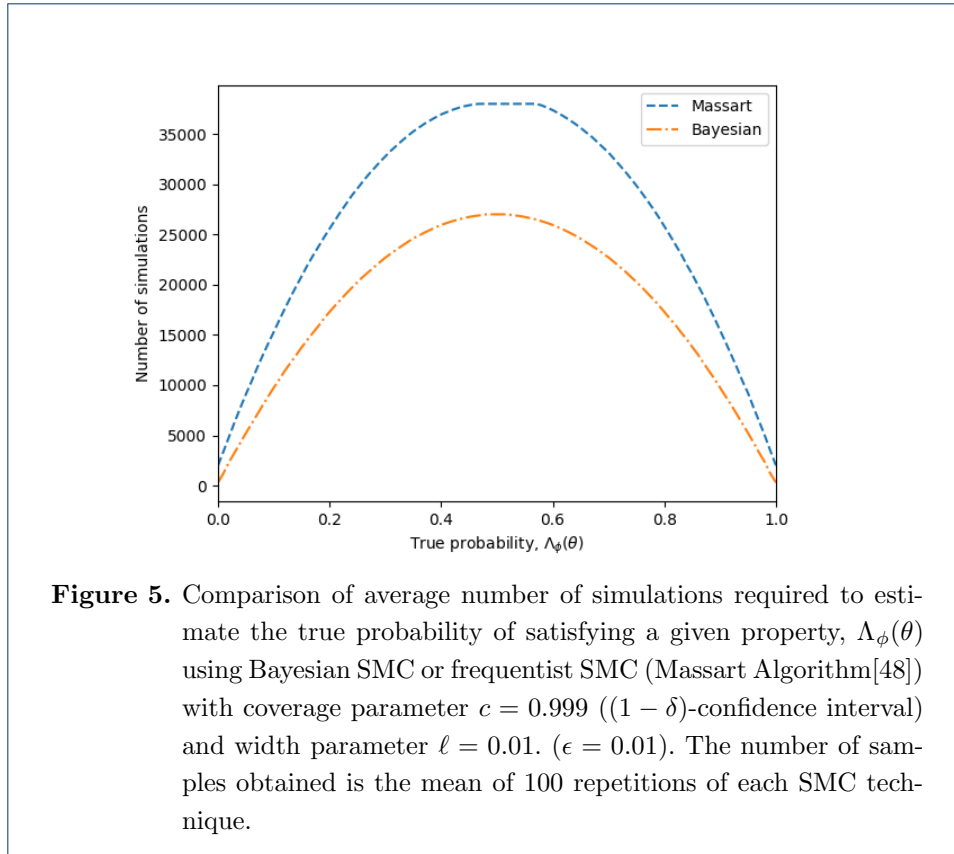 Massart
Bayesian
35000
30000
25000
20000
15000
10000
5000
0
Number of simulations
0.0 0.2 0.4 0.6 0.8 1.0
True probability, Λϕ(θ)
Figure 5. Comparison of average number of simulations required to esti-
mate the true probability of satisfying a given property, Λϕ(θ)
using Bayesian SMC or frequentist SMC (Massart Algorithm[48])
with coverage parameter c = 0.999 ((1 − δ)-confidence interval)
and width parameter ℓ = 0.01. (ϵ = 0.01). The number of sam-
ples obtained is the mean of 100 repetitions of each SMC tech-
nique.